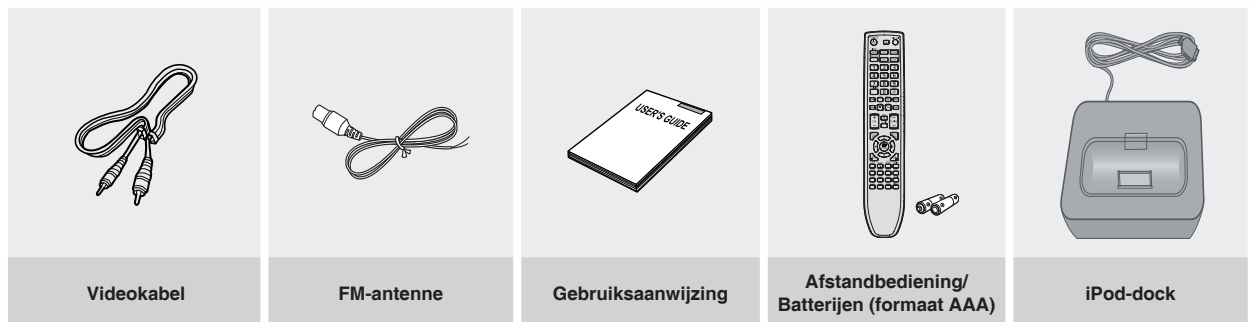 USER'S GUIDE
Videokabel
FM-antenne
Gebruiksaanwijzing
Afstandbediening/
Batterijen (formaat AAA)
iPod-dock